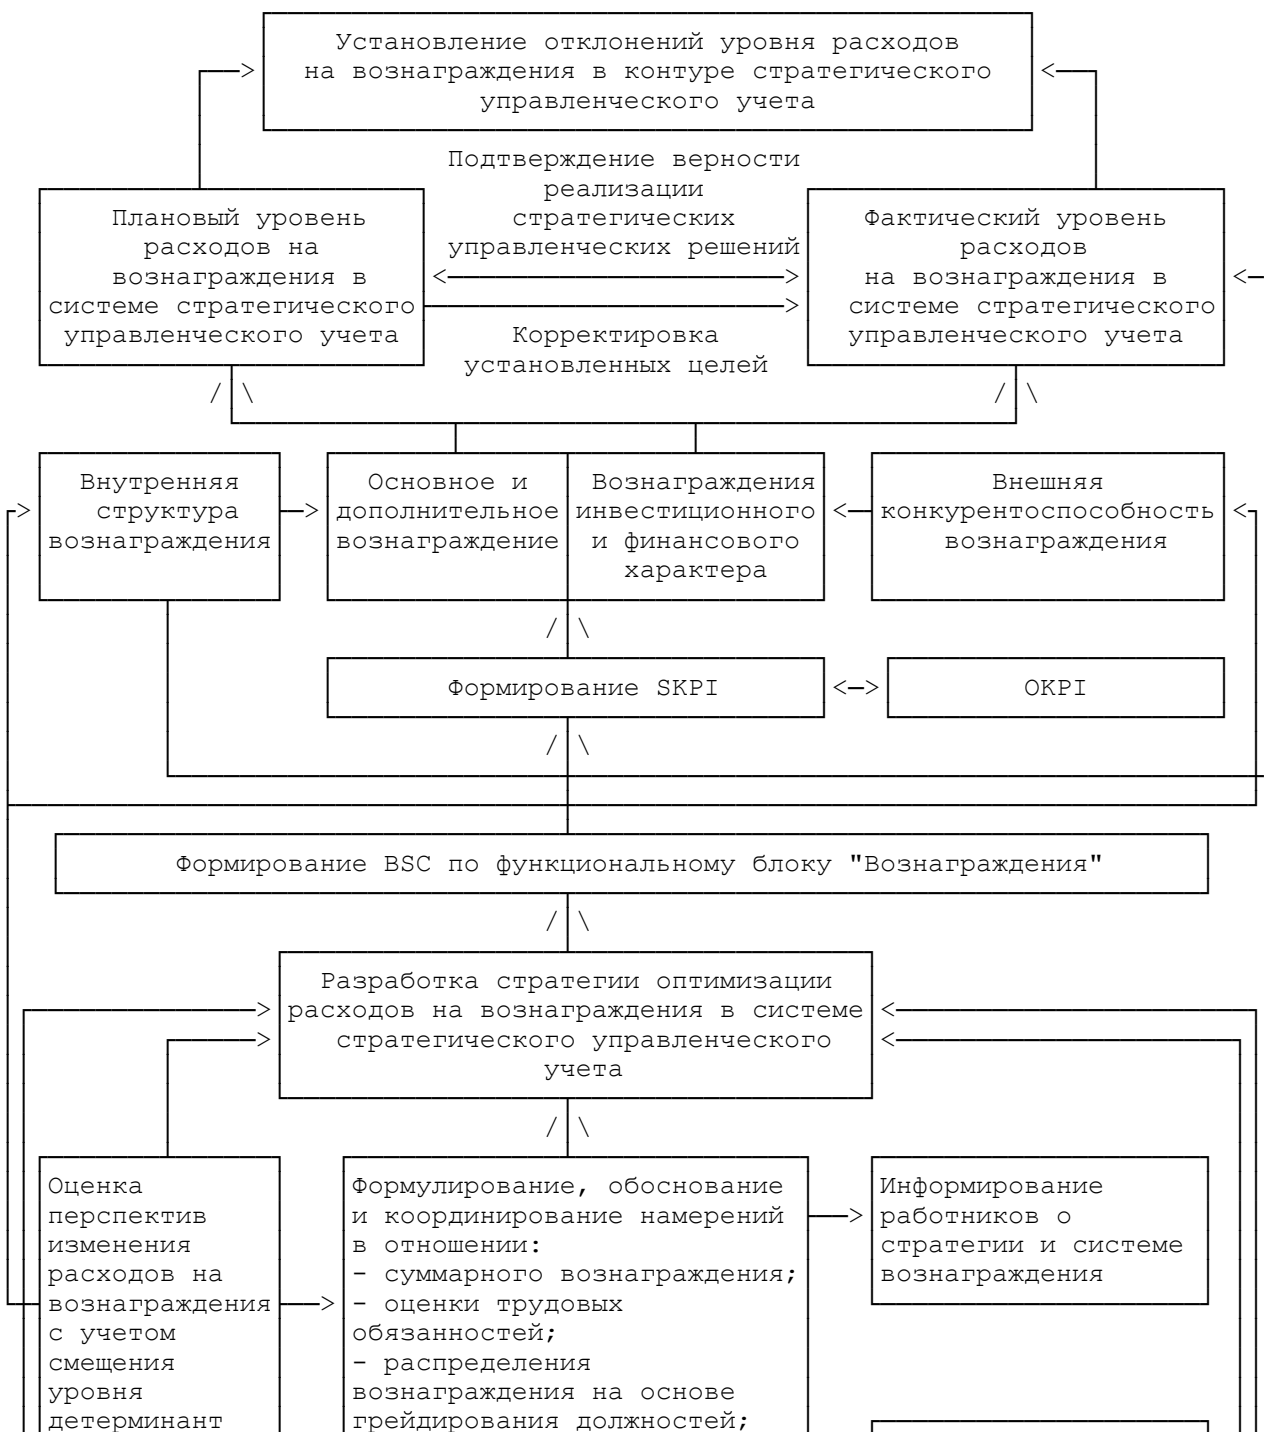 Установление отклонений уровня расходов
на вознаграждения в контуре стратегического
управленческого учета
Подтверждение верности
реализации
стратегических
управленческих решений
Плановый уровень
расходов на
вознаграждения в
системе стратегического
управленческого учета
Фактический уровень
расходов
на вознаграждения в
системе стратегического
управленческого учета
Корректировка
установленных целей
Внутренняя
структура
вознаграждения
Основное и
дополнительное
вознаграждение
Вознаграждения
инвестиционного
и финансового
характера
Внешняя
конкурентоспособность
вознаграждения
Формирование SKPI
OKPI
Формирование BSC по функциональному блоку "Вознаграждения"
Разработка стратегии оптимизации
расходов на вознаграждения в системе
стратегического управленческого
учета
Оценка
перспектив
изменения
расходов на
вознаграждения
с учетом
смещения
уровня
детерминант
Формулирование, обоснование
и координирование намерений
в отношении:
- суммарного вознаграждения;
- оценки трудовых
обязанностей;
- распределения
вознаграждения на основе
грейдирования должностей;
Информирование
работников о
стратегии и системе
вознаграждения